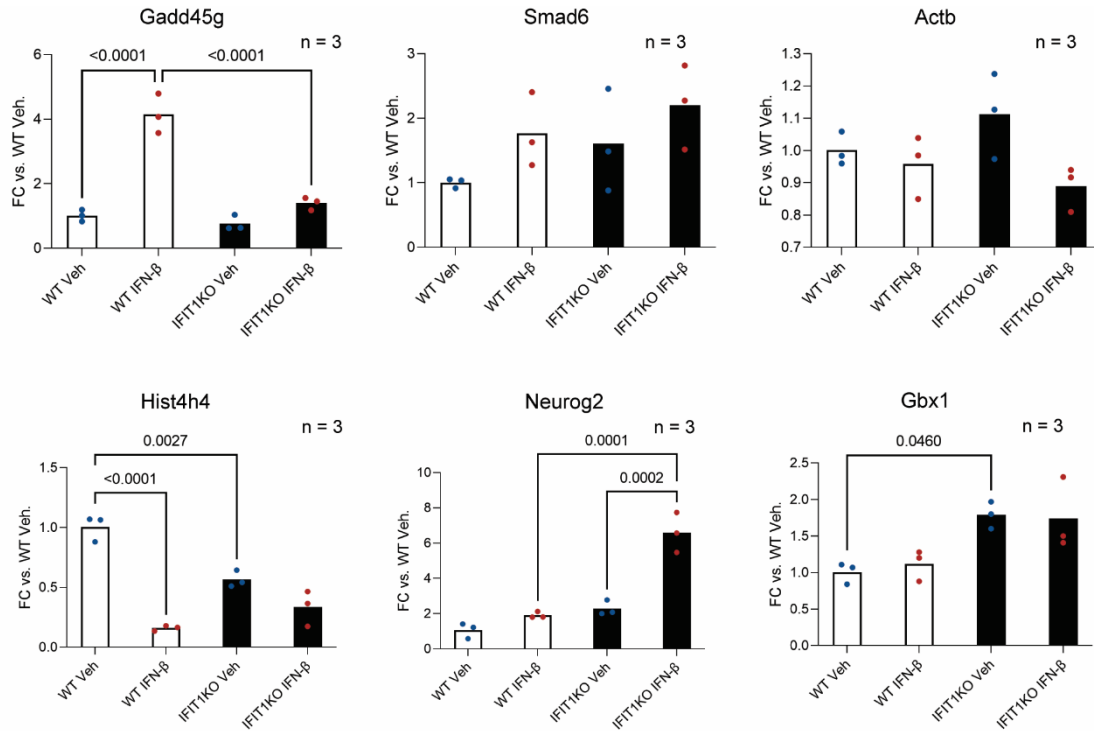 Gadd45g
n = 3
<0.0001
<0.0001
FC vs. WT Veh.
6
4
2
0
WT Veh
WT IFN-β
IFIT1KO Veh
IFIT1KO IFN-β
Smad6
n = 3
FC vs. WT Veh.
3
2
1
0
WT Veh
WT IFN-β
IFIT1KO Veh
IFIT1KO IFN-β
Actb
n = 3
FC vs. WT Veh.
1.3
1.2
1.1
1.0
0.9
0.8
0.7
WT Veh
WT IFN-β
IFIT1KO Veh
IFIT1KO IFN-β
Hist4h4
n = 3
0.0027
<0.0001
FC vs. WT Veh.
1.5
1.0
0.5
0.0
WT Veh
WT IFN-β
IFIT1KO Veh
IFIT1KO IFN-β
Neurog2
n = 3
0.0001
0.0002
FC vs. WT Veh.
10
8
6
4
2
0
WT Veh
WT IFN-β
IFIT1KO Veh
IFIT1KO IFN-β
Gbx1
n = 3
0.0460
FC vs. WT Veh.
2.5
2.0
1.5
1.0
0.5
0.0
WT Veh
WT IFN-β
IFIT1KO Veh
IFIT1KO IFN-β